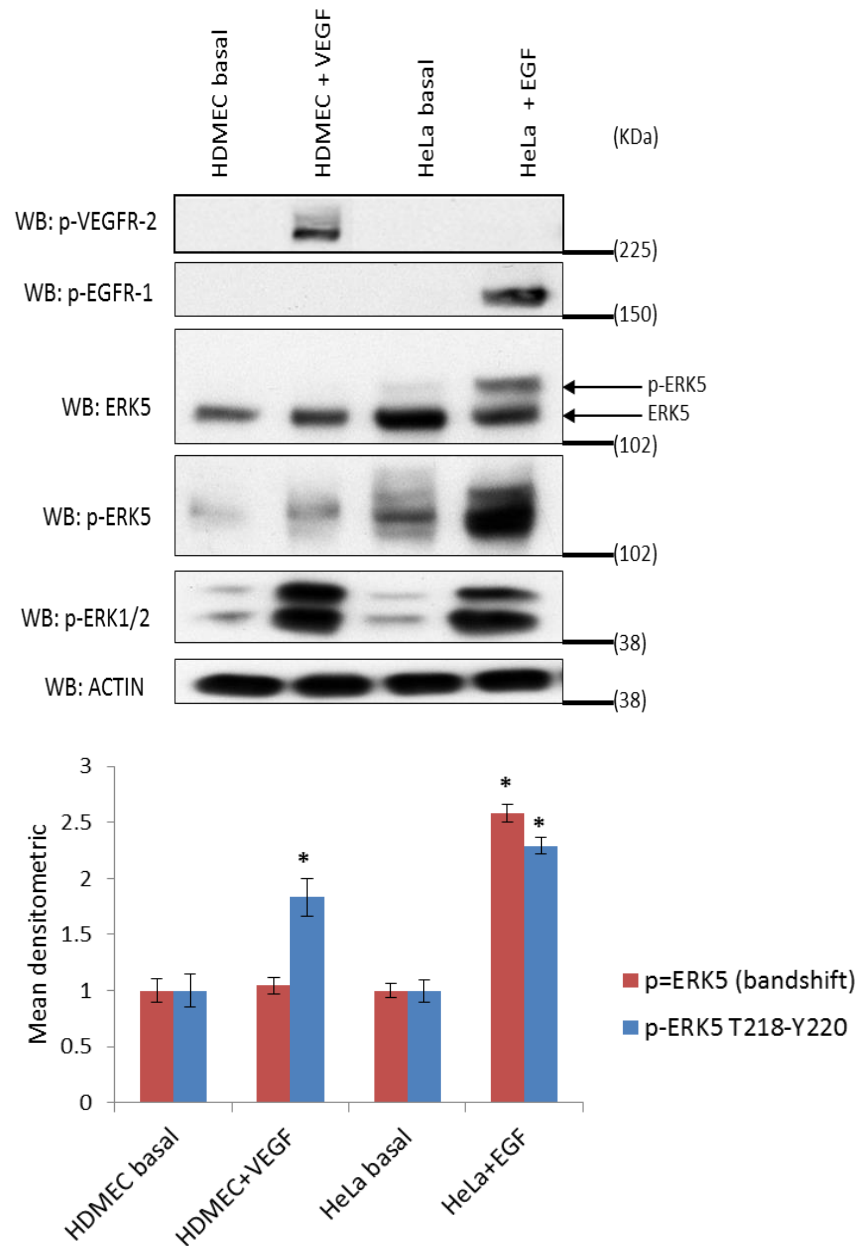 HDMEC basal
HDMEC + VEGF
HeLa basal
HeLa + EGF
(KDa)
WB: p-VEGFR-2
(225)
WB: p-EGFR-1
(150)
WB: ERK5
p-ERK5
ERK5
(102)
WB: p-ERK5
(102)
WB: p-ERK1/2
(38)
WB: ACTIN
(38)
Mean densitometric
3
2.5
2
1.5
1
0.5
0
*
*
*
HDMEC basal
HDMEC+VEGF
HeLa basal
HeLa+EGF
p=ERK5 (bandshift)
p-ERK5 T218-Y220